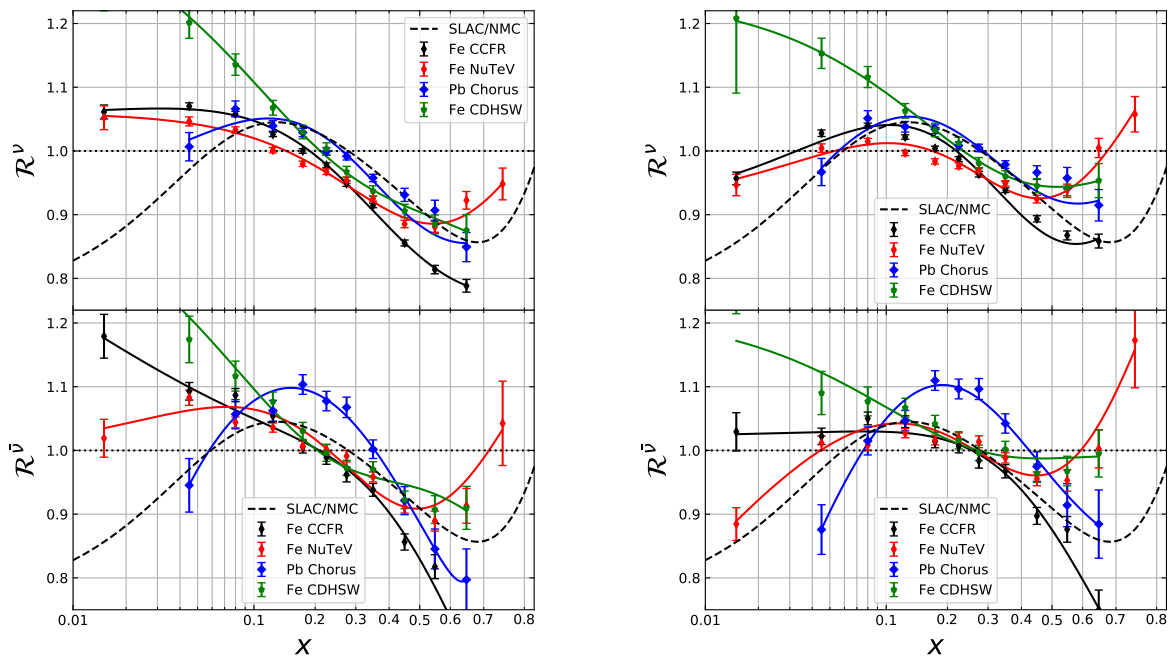 1.2
1.1
1.0
0.9
0.8
ℛ^ν
SLAC/NMC
Fe CCFR
Fe NuTeV
Pb Chorus
Fe CDHSW
1.2
1.1
1.0
0.9
0.8
ℛ^ν
SLAC/NMC
Fe CCFR
Fe NuTeV
Pb Chorus
Fe CDHSW
1.2
1.1
1.0
0.9
0.8
ℛ^ν̄
SLAC/NMC
Fe CCFR
Fe NuTeV
Pb Chorus
Fe CDHSW
0.01 0.1 0.2 0.3 0.4 0.5 0.6 0.7 0.8
x
1.2
1.1
1.0
0.9
0.8
ℛ^ν̄
SLAC/NMC
Fe CCFR
Fe NuTeV
Pb Chorus
Fe CDHSW
0.01 0.1 0.2 0.3 0.4 0.5 0.6 0.7 0.8
x